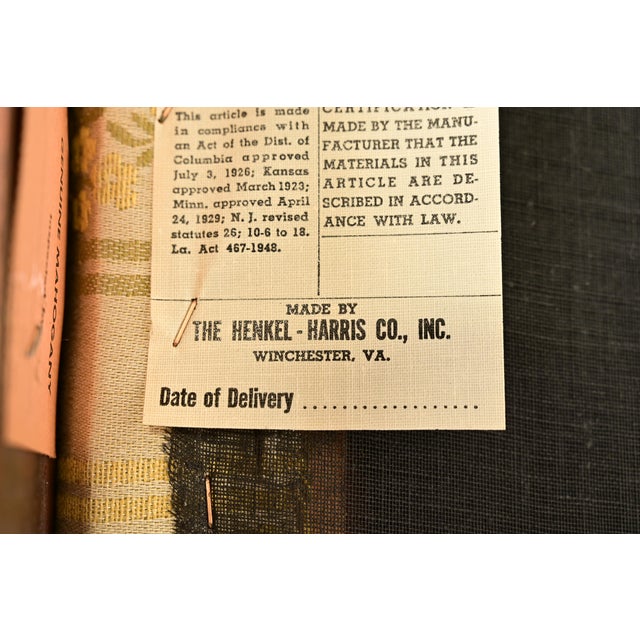 This article is made
in compliance with
an Act of the Dist. of
Columbia approved
July 3, 1926; Kansas
approved March 1923;
Minn. approved April
24, 1929; N. J. revised
statutes 26; 10-6 to 18.
La. Act 467-1948.
CERTIFICATION
MADE BY THE MANU-
FACTURER THAT THE
MATERIALS IN THIS
ARTICLE ARE DE-
SCRIBED IN ACCORD-
ANCE WITH LAW.
MADE BY
THE HENKEL - HARRIS CO., INC.
WINCHESTER, VA.
Date of Delivery ....................
GENUINE MAHOGANY